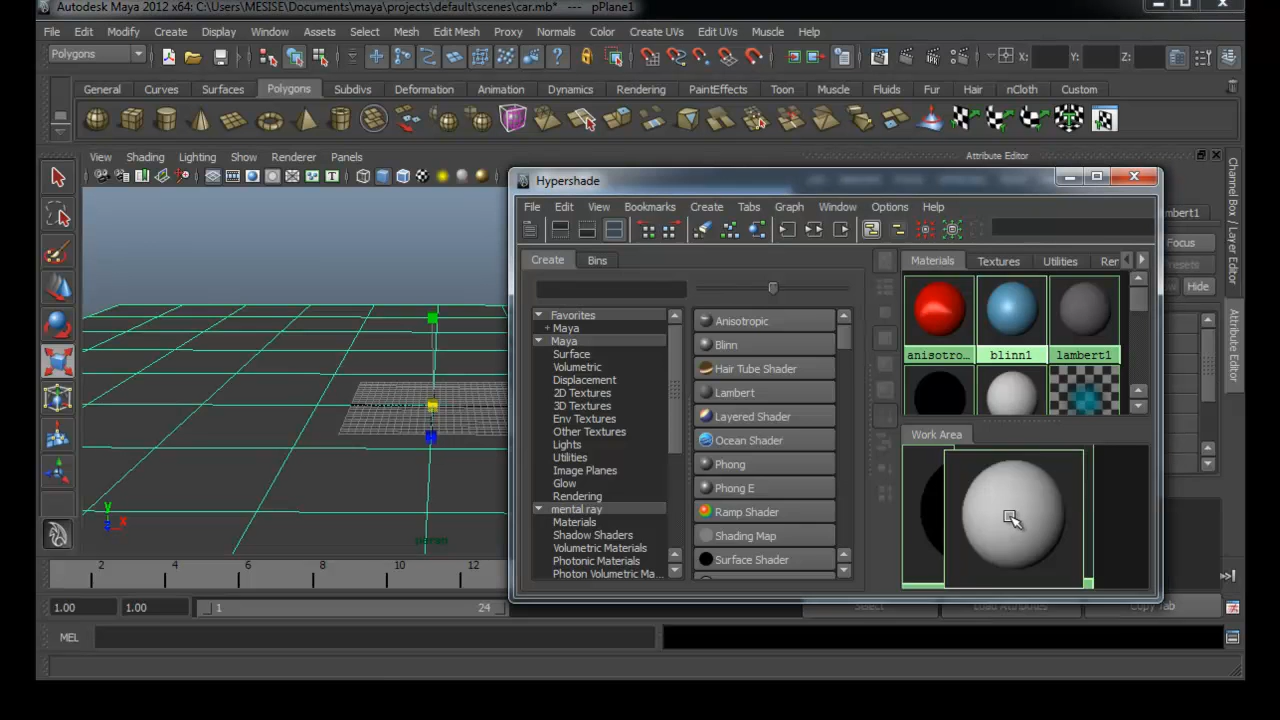 Autodesk Maya 2012 x64: C:\Users\MESISE\Documents\maya\projects\default\scenes\car.mb* --- pPlane1
File Edit Modify Create Display Window Assets Select Mesh Edit Mesh Proxy Normals Color Create UVs Edit UVs Muscle Help
Polygons X: Y: Z:
General Curves Surfaces Polygons Subdivs Deformation Animation Dynamics Rendering PaintEffects Toon Muscle Fluids Fur Hair nCloth Custom
View Shading Lighting Show Renderer Panels
Attribute Editor
Channel Box / Layer Editor
Attribute Editor
Hypershade
File Edit View Bookmarks Create Tabs Graph Window Options Help
Create Bins
Favorites
+ Maya
Maya
Surface
Volumetric
Displacement
2D Textures
3D Textures
Env Textures
Other Textures
Lights
Utilities
Image Planes
Glow
Rendering
mental ray
Materials
Shadow Shaders
Volumetric Materials
Photonic Materials
Photon Volumetric Ma...
Anisotropic
Blinn
Hair Tube Shader
Lambert
Layered Shader
Ocean Shader
Phong
Phong E
Ramp Shader
Shading Map
Surface Shader
Materials Textures Utilities Ren
anisotro... blinn1 lambert1
Work Area
Focus
Hide
y
x
z
persp
2 4 6 8 10 12
1.00 1.00 1 24
Select Load Attributes Copy Tab
MEL